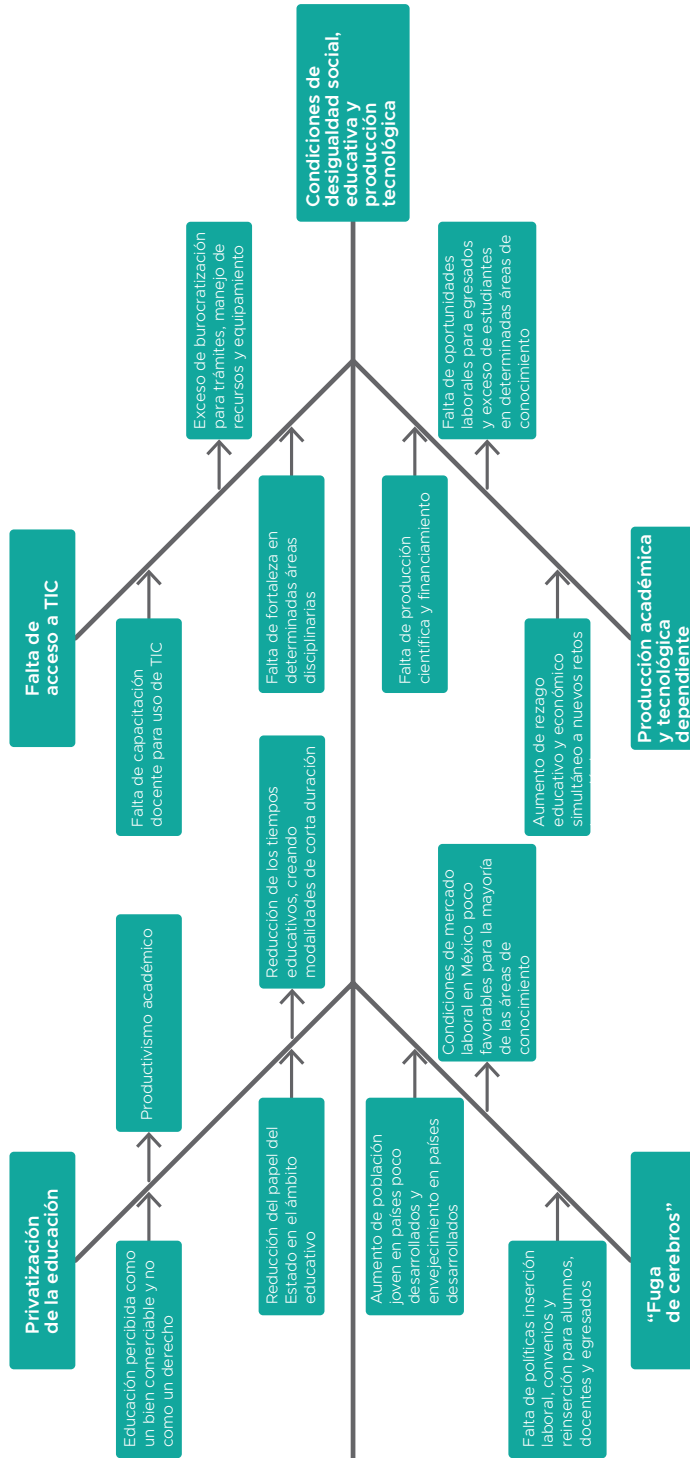 Privatización
de la educación
Educación percibida como
un bien comerciable y no
como un derecho
Productivismo académico
Reducción del papel del
Estado en el ámbito
educativo
Reducción de los tiempos
educativos, creando
modalidades de corta duración
Falta de
acceso a TIC
Falta de capacitación
docente para uso de TIC
Exceso de burocratización
para trámites, manejo de
recursos y equipamiento
Falta de fortaleza en
determinadas áreas
disciplinarias
Condiciones de
desigualdad social,
educativa y
producción
tecnológica
Aumento de población
joven en países poco
desarrollados y
envejecimiento en países
desarrollados
Condiciones de mercado
laboral en México poco
favorables para la mayoría
de las áreas de
conocimiento
Falta de políticas inserción
laboral, convenios y
reinserción para alumnos,
docentes y egresados
“Fuga
de cerebros”
Falta de producción
científica y financiamiento
Falta de oportunidades
laborales para egresados
y exceso de estudiantes
en determinadas áreas de
conocimiento
Aumento de rezago
educativo y económico
simultáneo a nuevos retos
Producción académica
y tecnológica
dependiente